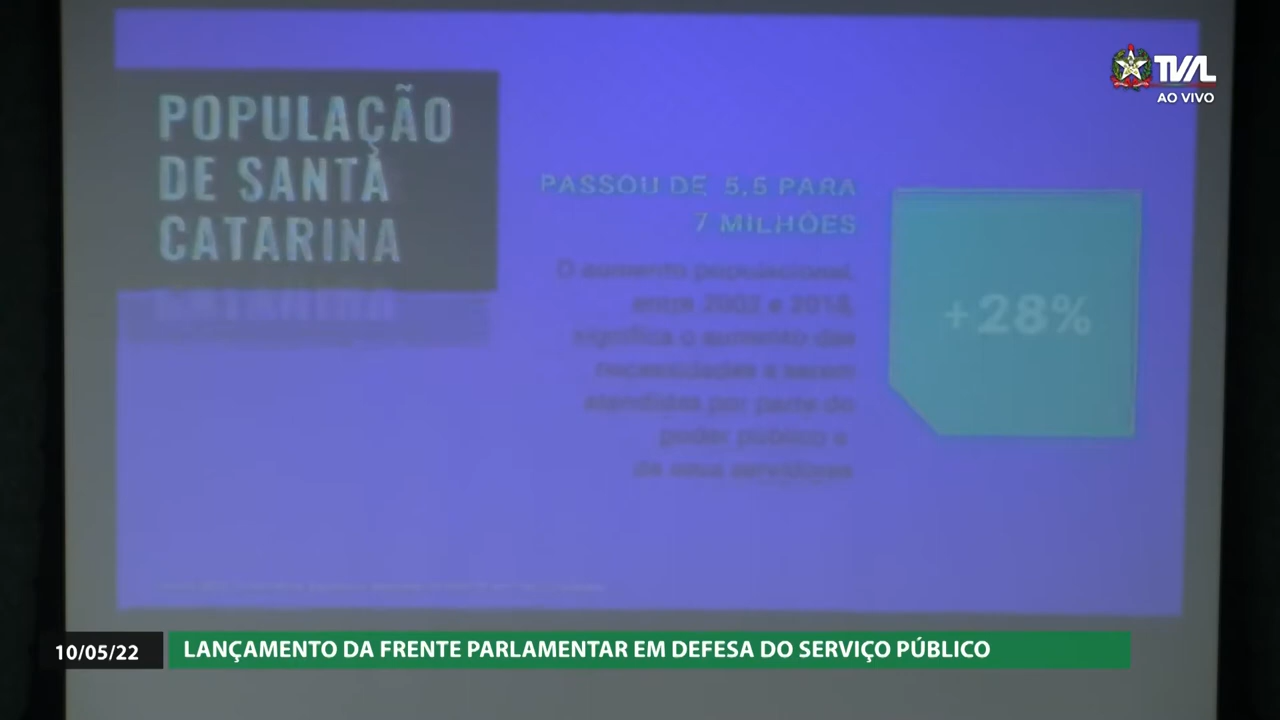 TVAL
AO VIVO
POPULAÇÃO
DE SANTA
CATARINA
PASSOU DE 5,5 PARA
7 MILHÕES
O aumento populacional,
entre 2002 e 2018,
significa o aumento das
necessidades a serem
atendidas por parte do
poder público e
de seus servidores
+28%
10/05/22
LANÇAMENTO DA FRENTE PARLAMENTAR EM DEFESA DO SERVIÇO PÚBLICO